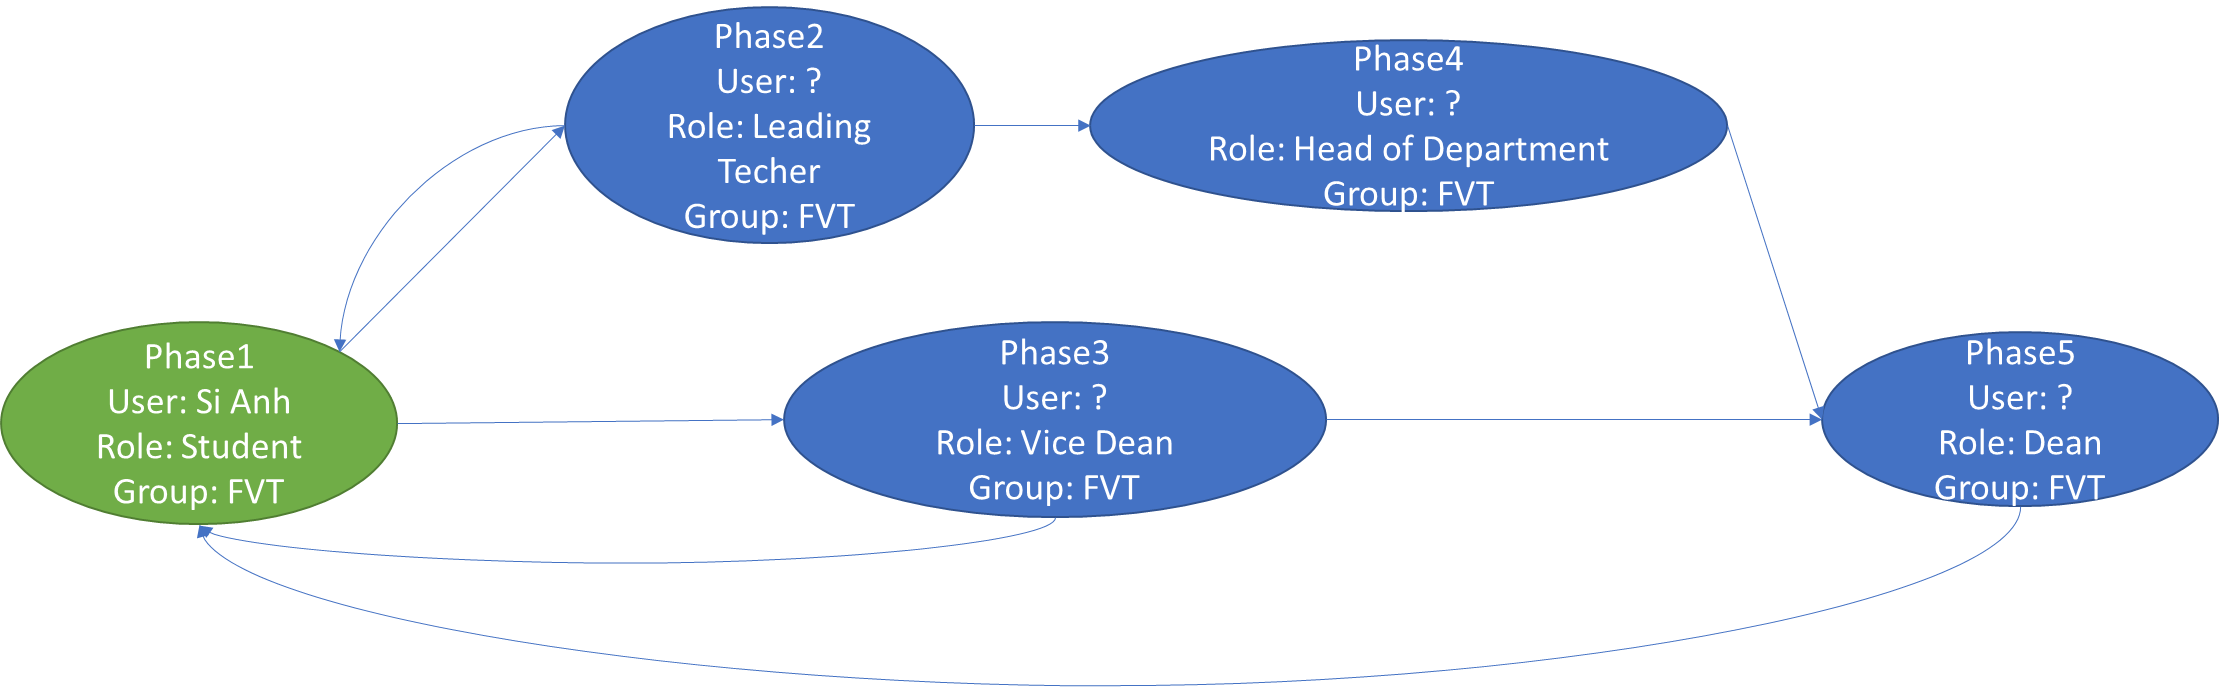 Phase2
User: ?
Role: Leading
Techer
Group: FVT
Phase4
User: ?
Role: Head of Department
Group: FVT
Phase1
User: Si Anh
Role: Student
Group: FVT
Phase3
User: ?
Role: Vice Dean
Group: FVT
Phase5
User: ?
Role: Dean
Group: FVT